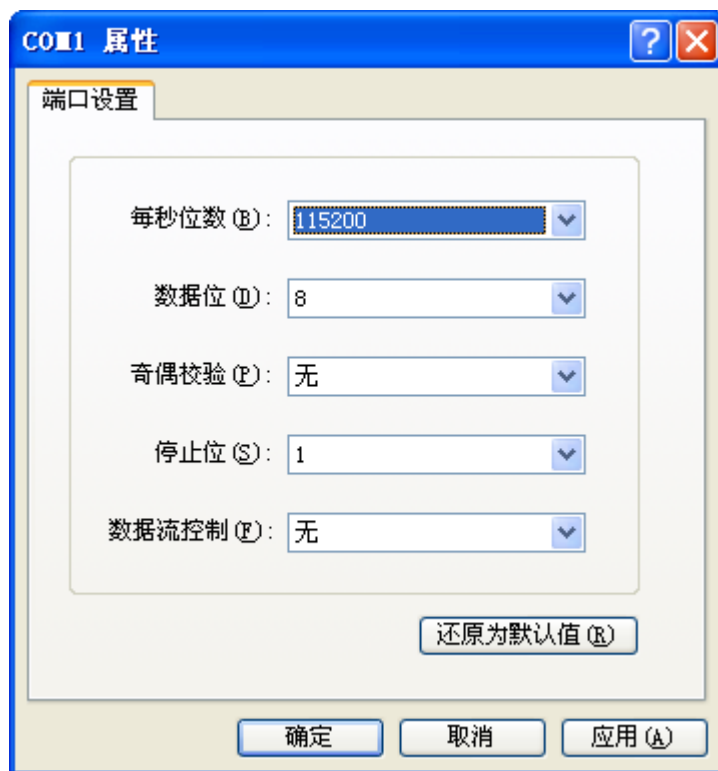 COM1 属性
端口设置
每秒位数(B): 115200
数据位(D): 8
奇偶校验(P): 无
停止位(S): 1
数据流控制(F): 无
还原为默认值(R)
确定 取消 应用(A)